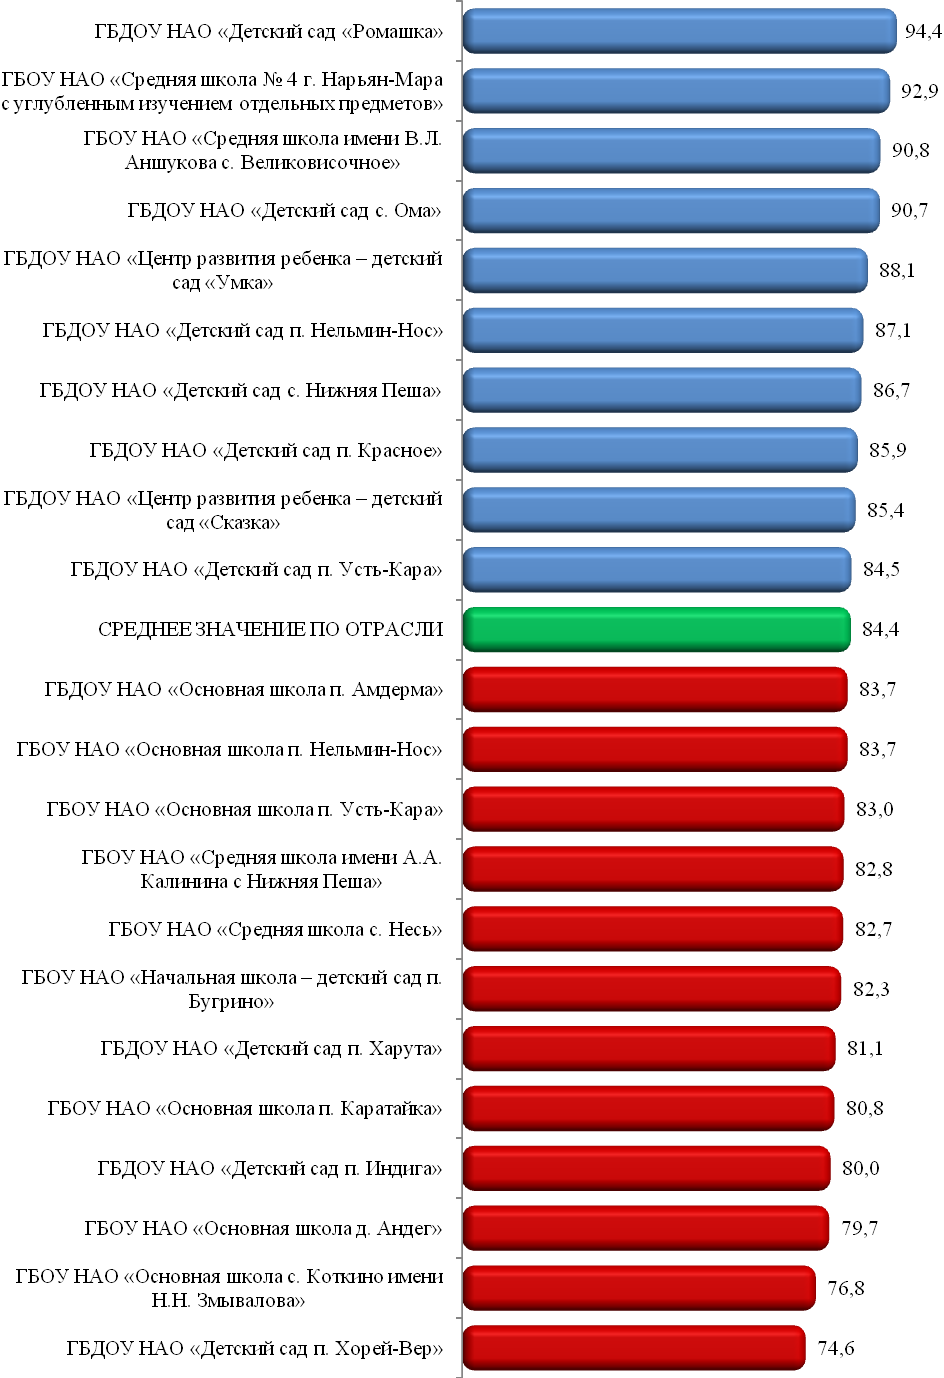 ГБДОУ НАО «Детский сад «Ромашка»
94,4
ГБОУ НАО «Средняя школа № 4 г. Нарьян-Мара
с углубленным изучением отдельных предметов»
92,9
ГБОУ НАО «Средняя школа имени В.Л.
Аншукова с. Великовисочное»
90,8
ГБДОУ НАО «Детский сад с. Ома»
90,7
ГБДОУ НАО «Центр развития ребенка – детский
сад «Умка»
88,1
ГБДОУ НАО «Детский сад п. Нельмин-Нос»
87,1
ГБДОУ НАО «Детский сад с. Нижняя Пеша»
86,7
ГБДОУ НАО «Детский сад п. Красное»
85,9
ГБДОУ НАО «Центр развития ребенка – детский
сад «Сказка»
85,4
ГБДОУ НАО «Детский сад п. Усть-Кара»
84,5
СРЕДНЕЕ ЗНАЧЕНИЕ ПО ОТРАСЛИ
84,4
ГБДОУ НАО «Основная школа п. Амдерма»
83,7
ГБОУ НАО «Основная школа п. Нельмин-Нос»
83,7
ГБОУ НАО «Основная школа п. Усть-Кара»
83,0
ГБОУ НАО «Средняя школа имени А.А.
Калинина с Нижняя Пеша»
82,8
ГБОУ НАО «Средняя школа с. Несь»
82,7
ГБОУ НАО «Начальная школа – детский сад п.
Бугрино»
82,3
ГБДОУ НАО «Детский сад п. Харута»
81,1
ГБОУ НАО «Основная школа п. Каратайка»
80,8
ГБДОУ НАО «Детский сад п. Индига»
80,0
ГБОУ НАО «Основная школа д. Андег»
79,7
ГБОУ НАО «Основная школа с. Коткино имени
Н.Н. Змывалова»
76,8
ГБДОУ НАО «Детский сад п. Хорей-Вер»
74,6